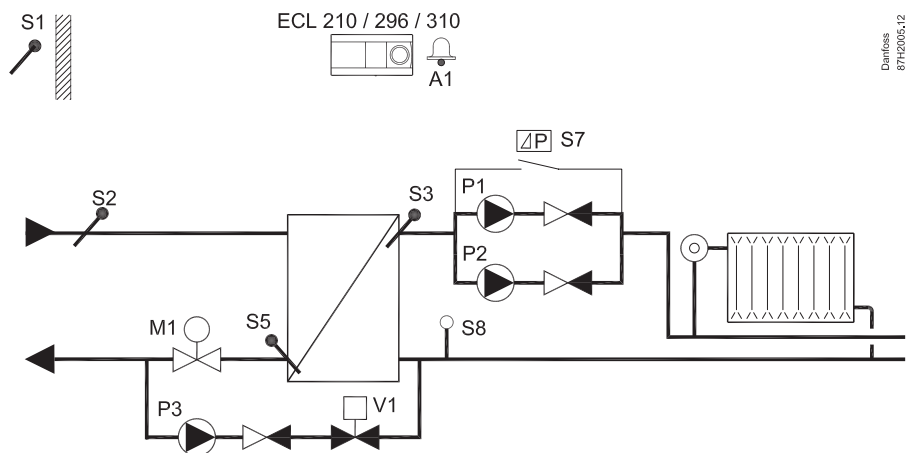 S1
ECL 210 / 296 / 310
A1
Danfoss
87H2005.12
⊿P S7
P1
S2
S3
P2
M1
S5
S8
P3
V1